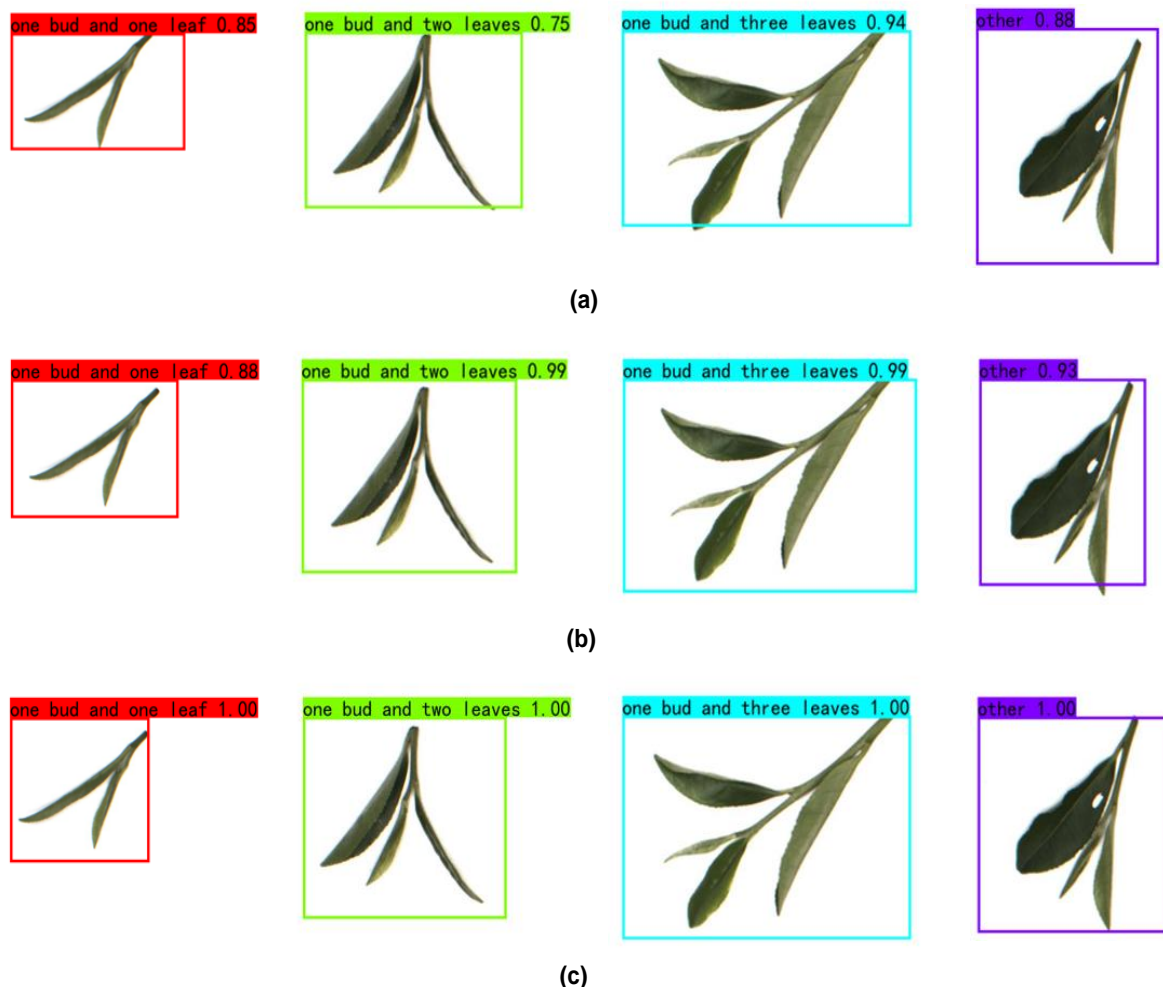 one bud and one leaf 0.85
one bud and two leaves 0.75
one bud and three leaves 0.94
other 0.88
(a)
one bud and one leaf 0.88
one bud and two leaves 0.99
one bud and three leaves 0.99
other 0.93
(b)
one bud and one leaf 1.00
one bud and two leaves 1.00
one bud and three leaves 1.00
other 1.00
(c)